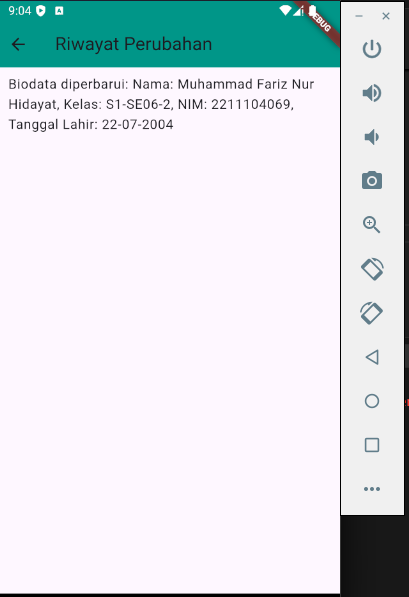 9:04
DEBUG
Riwayat Perubahan
Biodata diperbarui: Nama: Muhammad Fariz Nur
Hidayat, Kelas: S1-SE06-2, NIM: 2211104069,
Tanggal Lahir: 22-07-2004